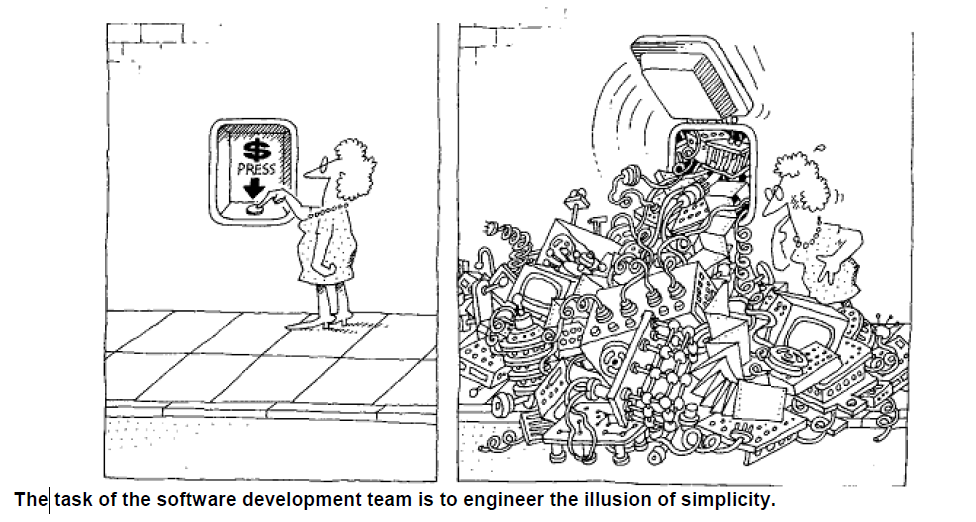 $
PRESS
The task of the software development team is to engineer the illusion of simplicity.